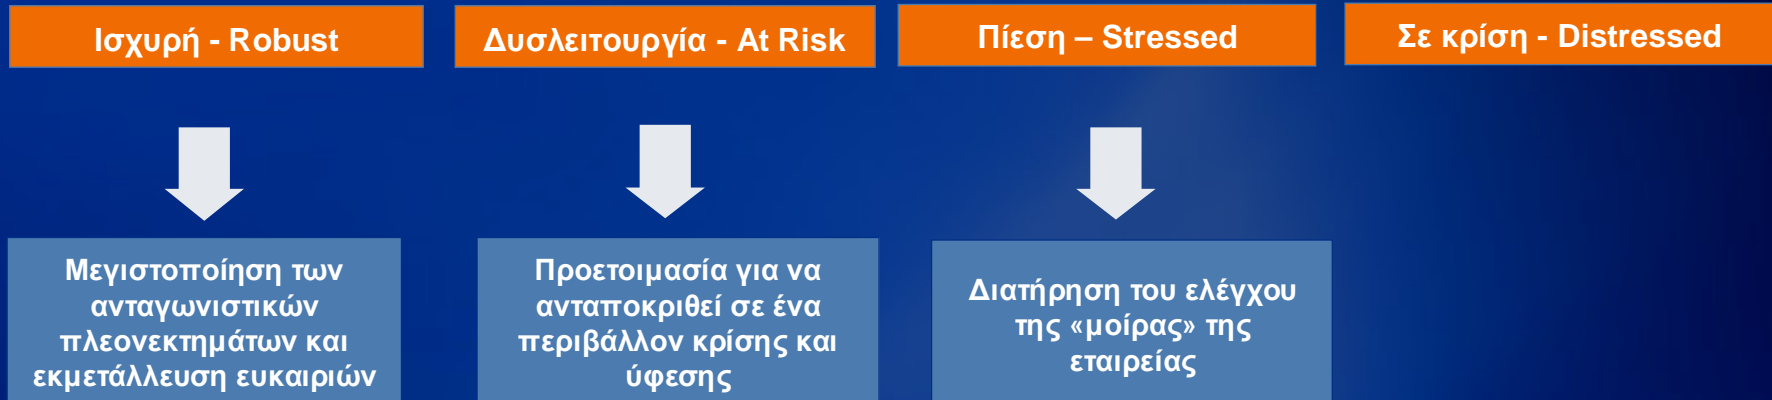 Ισχυρή - Robust
Δυσλειτουργία - At Risk
Πίεση – Stressed
Σε κρίση - Distressed
Μεγιστοποίηση των
ανταγωνιστικών
πλεονεκτημάτων και
εκμετάλλευση ευκαιριών
Προετοιμασία για να
ανταποκριθεί σε ένα
περιβάλλον κρίσης και
ύφεσης
Διατήρηση του ελέγχου
της «μοίρας» της
εταιρείας